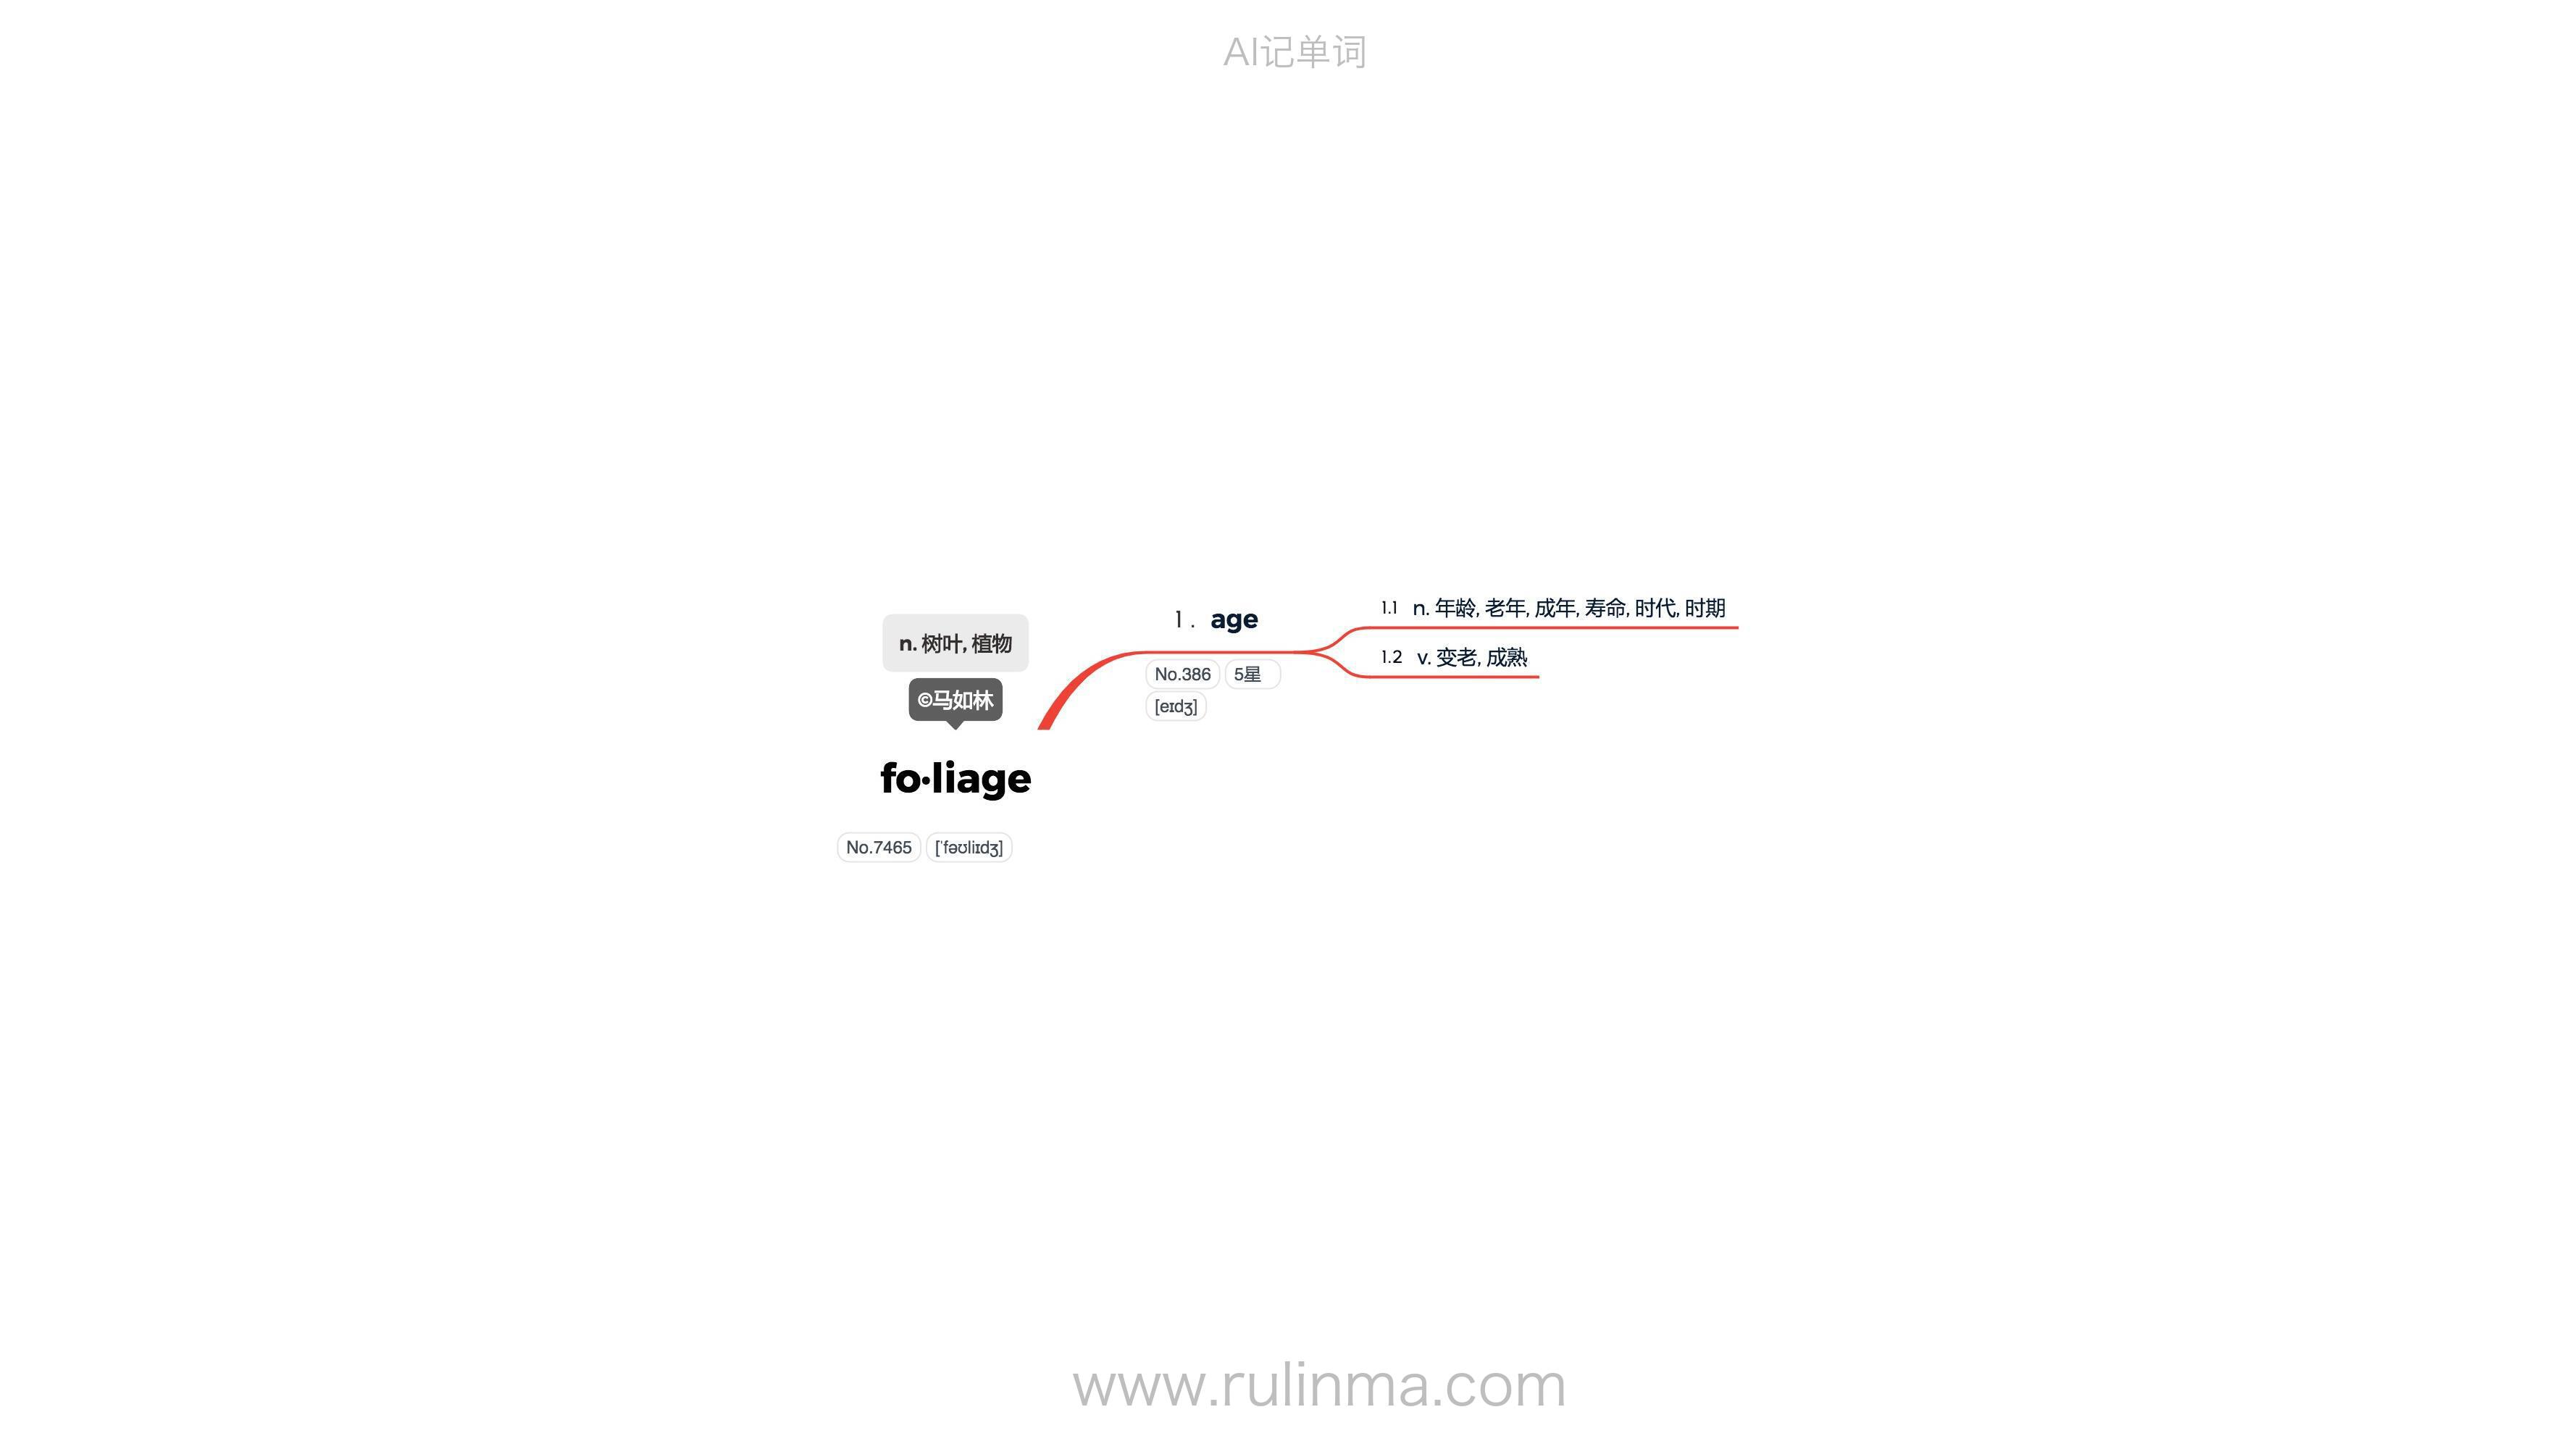 AI记单词
n. 树叶, 植物
©马如林
fo·liage
No.7465 [ˈfəʊliɪdʒ]
1. age
No.386 5星
[eɪdʒ]
1.1 n. 年龄, 老年, 成年, 寿命, 时代, 时期
1.2 v. 变老, 成熟
www.rulinma.com